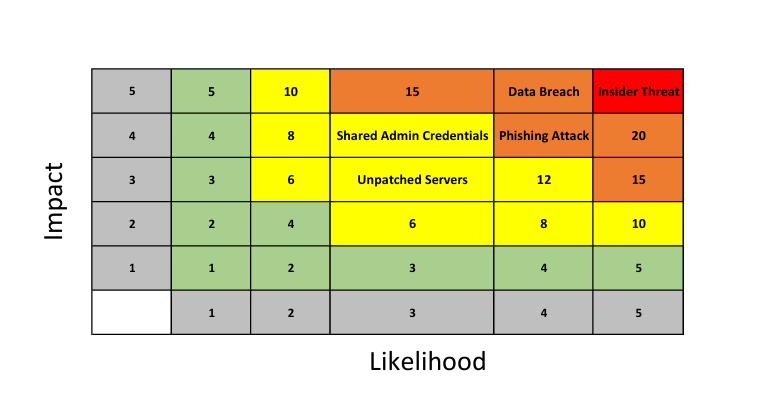 5 5 10 15 Data Breach Insider Threat
4 4 8 Shared Admin Credentials Phishing Attack 20
Impact
3 3 6 Unpatched Servers 12 15
2 2 4 6 8 10
1 1 2 3 4 5
1 2 3 4 5
Likelihood